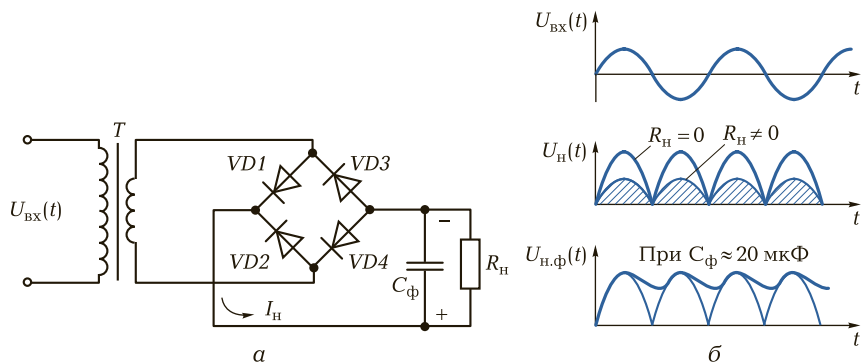 U_вх(t)
T
VD1
VD3
VD2
VD4
U_вх(t)
I_н
C_ф
R_н
−
+
а
U_вх(t)
t
U_н(t)
R_н = 0
R_н ≠ 0
t
U_н.ф(t)
При C_ф ≈ 20 мкФ
t
б